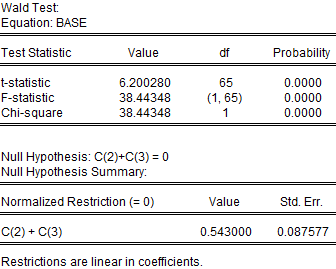 Wald Test:
Equation: BASE
Test Statistic Value df Probability
t-statistic 6.200280 65 0.0000
F-statistic 38.44348 (1, 65) 0.0000
Chi-square 38.44348 1 0.0000
Null Hypothesis: C(2)+C(3) = 0
Null Hypothesis Summary:
Normalized Restriction (= 0) Value Std. Err.
C(2) + C(3) 0.543000 0.087577
Restrictions are linear in coefficients.